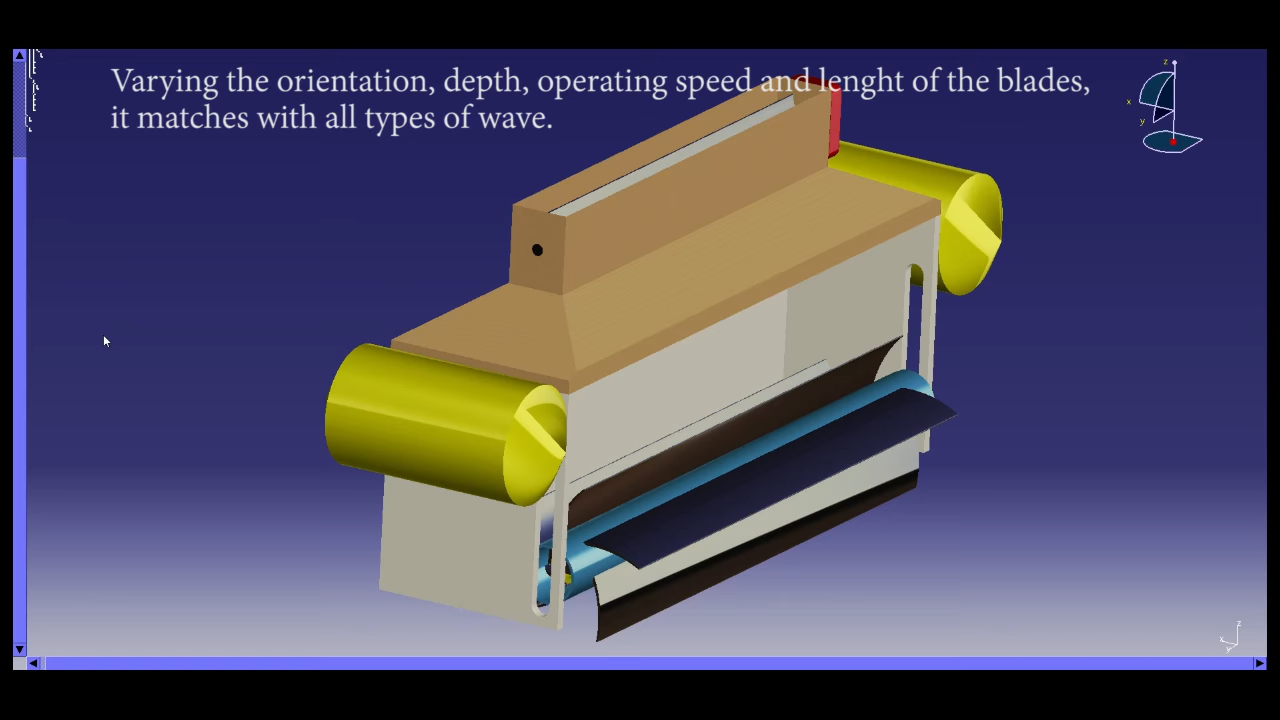 Varying the orientation, depth, operating speed and lenght of the blades,
it matches with all types of wave.
z
x
y
z
x
y